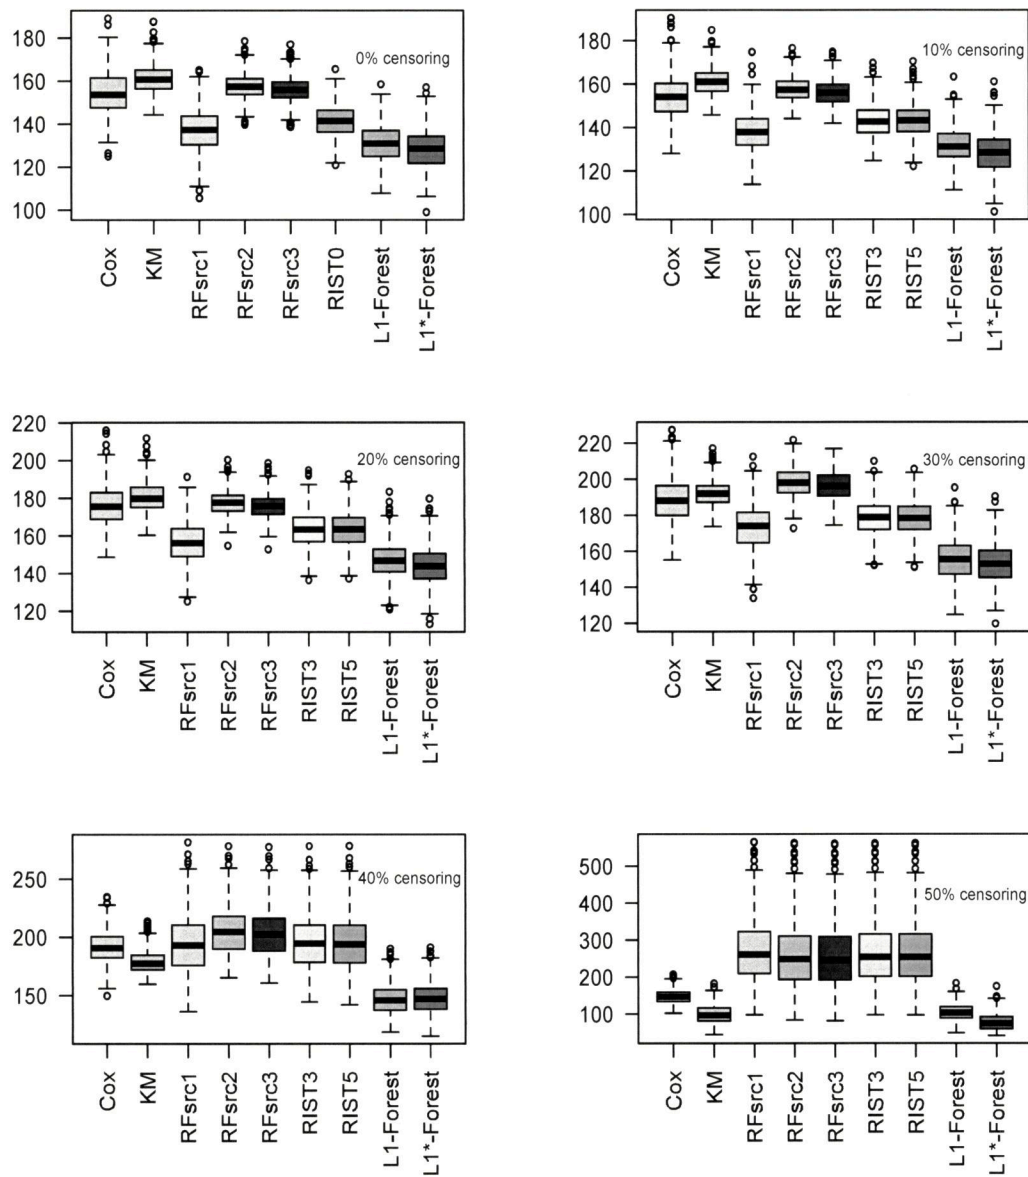 0% censoring
180
160
140
120
100
Cox
KM
RFsrc1
RFsrc2
RFsrc3
RIST0
L1-Forest
L1*-Forest
10% censoring
180
160
140
120
100
Cox
KM
RFsrc1
RFsrc2
RFsrc3
RIST3
RIST5
L1-Forest
L1*-Forest
20% censoring
220
200
180
160
140
120
Cox
KM
RFsrc1
RFsrc2
RFsrc3
RIST3
RIST5
L1-Forest
L1*-Forest
30% censoring
220
200
180
160
140
120
Cox
KM
RFsrc1
RFsrc2
RFsrc3
RIST3
RIST5
L1-Forest
L1*-Forest
40% censoring
250
200
150
Cox
KM
RFsrc1
RFsrc2
RFsrc3
RIST3
RIST5
L1-Forest
L1*-Forest
50% censoring
500
400
300
200
100
Cox
KM
RFsrc1
RFsrc2
RFsrc3
RIST3
RIST5
L1-Forest
L1*-Forest